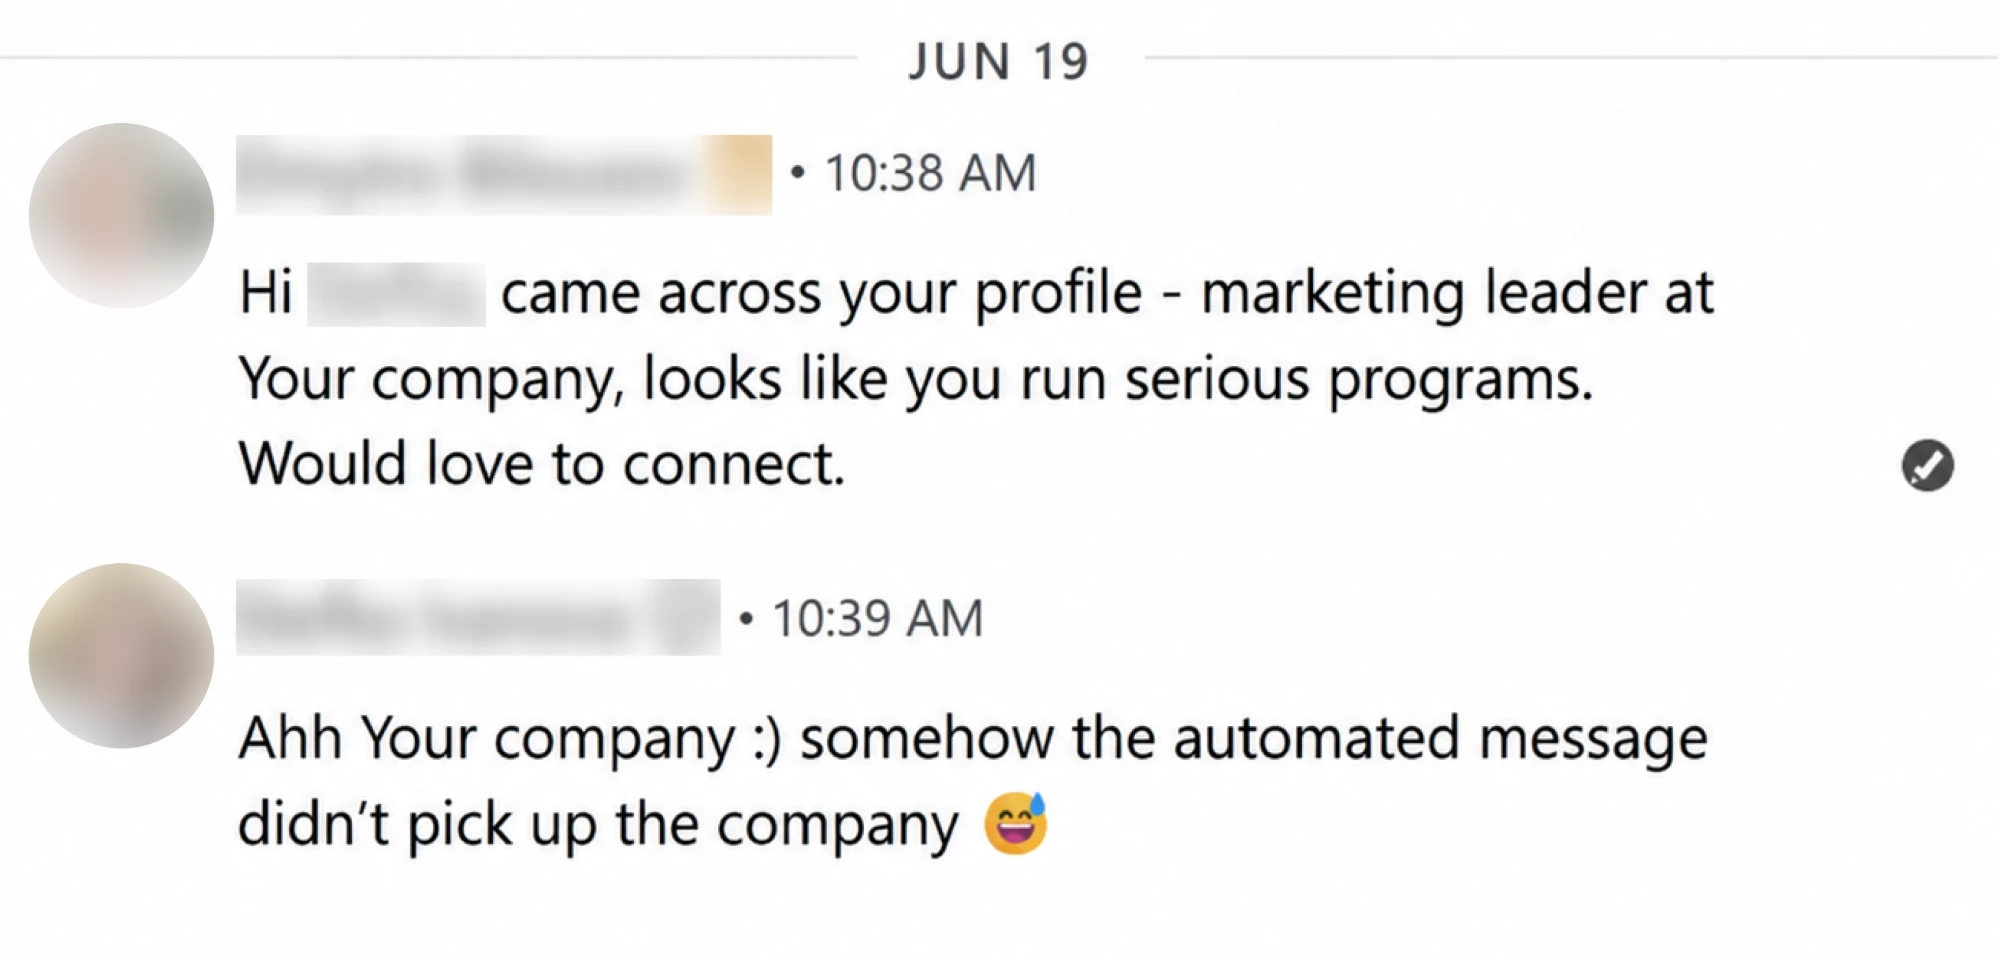 JUN 19
• 10:38 AM
Hi came across your profile - marketing leader at
Your company, looks like you run serious programs.
Would love to connect.
• 10:39 AM
Ahh Your company :) somehow the automated message
didn’t pick up the company 😅